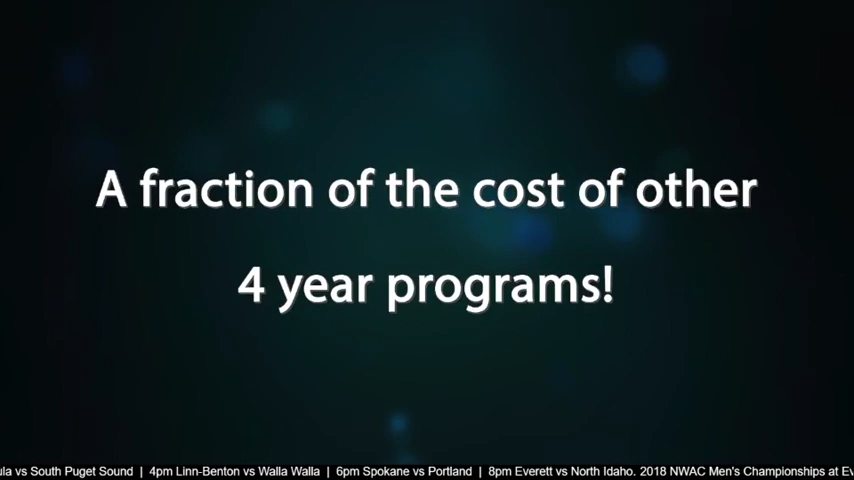 A fraction of the cost of other
4 year programs!
vs South Puget Sound | 4pm Linn-Benton vs Walla Walla | 6pm Spokane vs Portland | 8pm Everett vs North Idaho. 2018 NWAC Men's Championships at